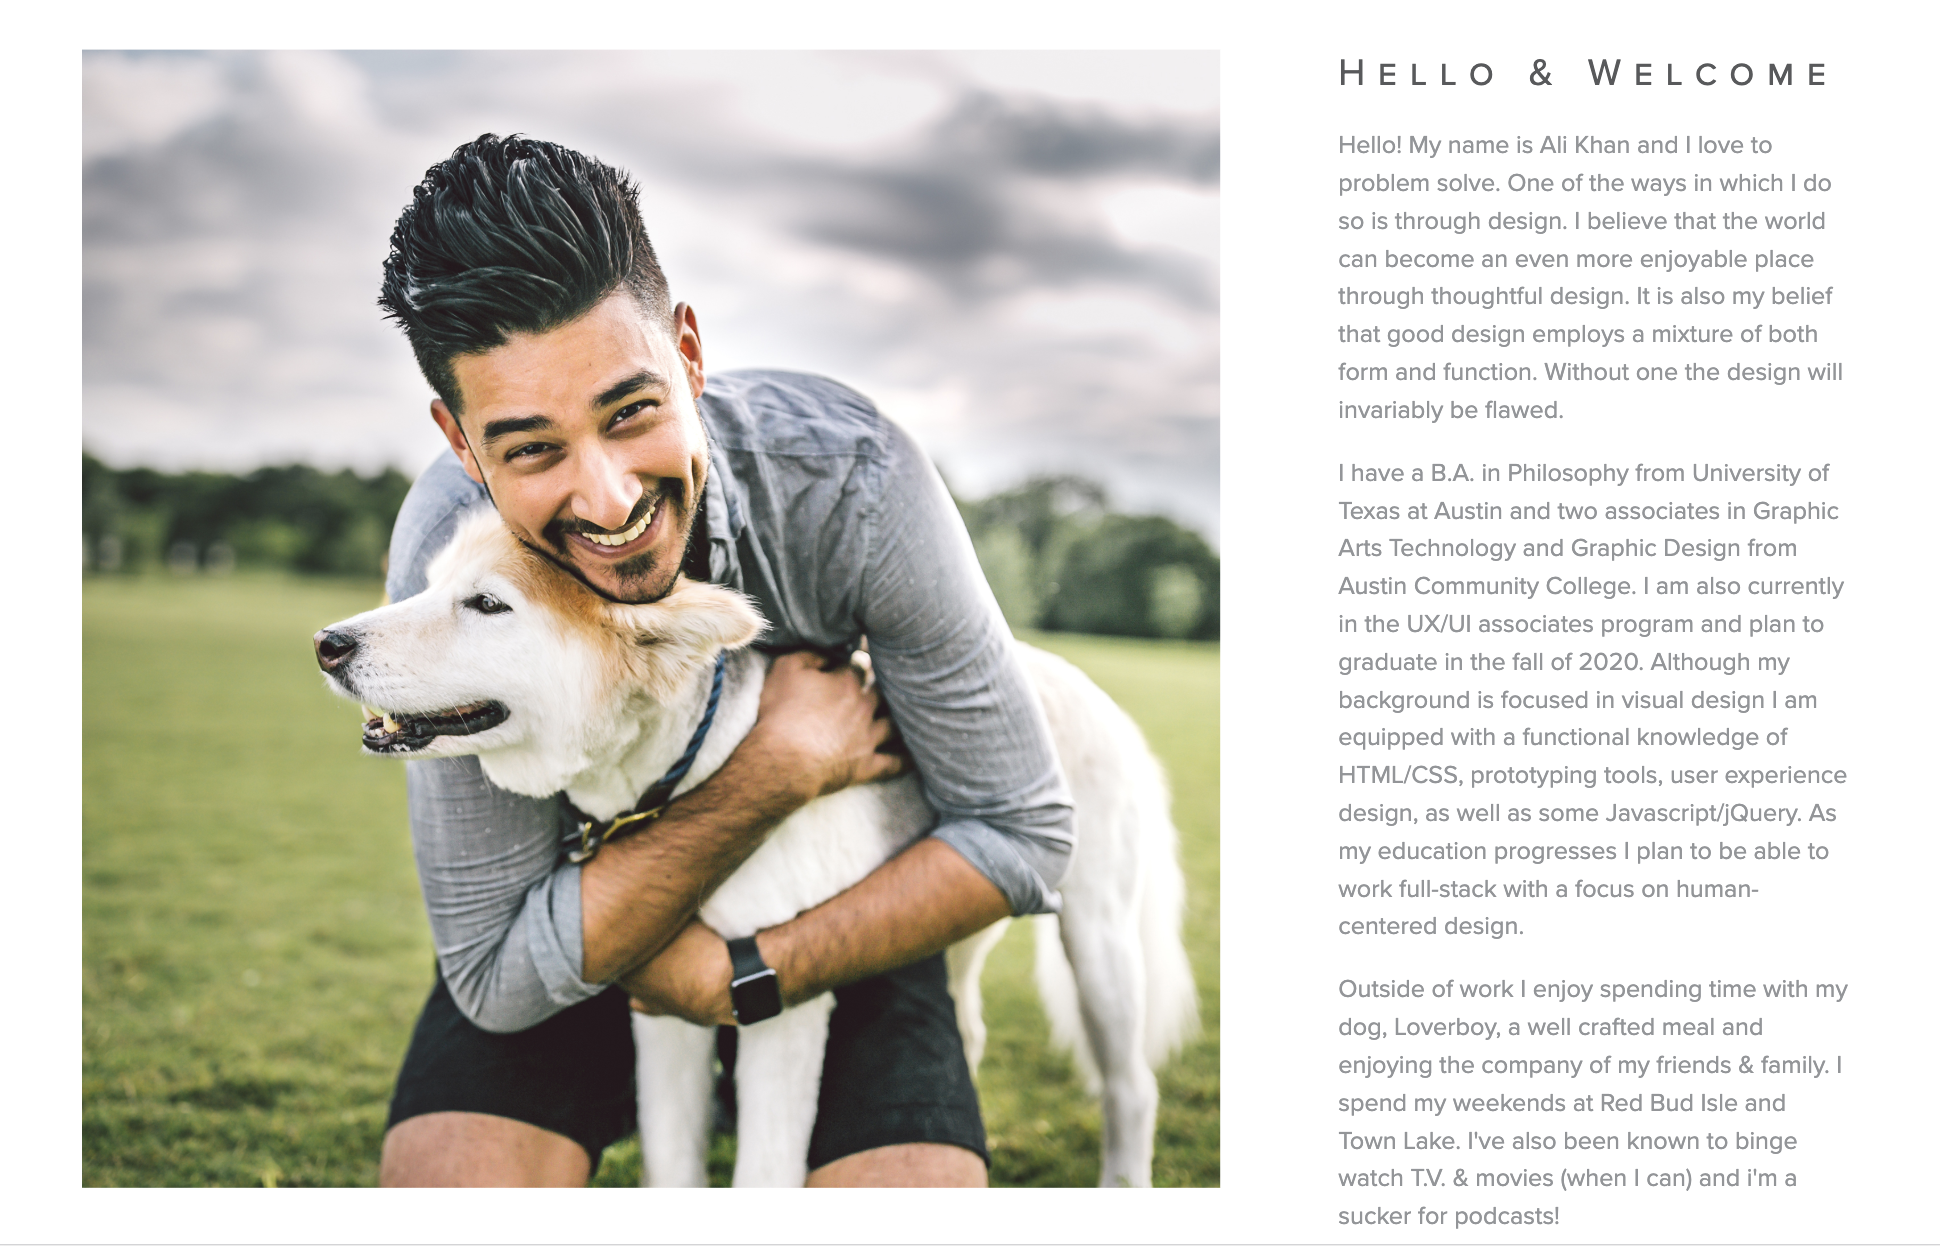 Hello & Welcome
Hello! My name is Ali Khan and I love to
problem solve. One of the ways in which I do
so is through design. I believe that the world
can become an even more enjoyable place
through thoughtful design. It is also my belief
that good design employs a mixture of both
form and function. Without one the design will
invariably be flawed.
I have a B.A. in Philosophy from University of
Texas at Austin and two associates in Graphic
Arts Technology and Graphic Design from
Austin Community College. I am also currently
in the UX/UI associates program and plan to
graduate in the fall of 2020. Although my
background is focused in visual design I am
equipped with a functional knowledge of
HTML/CSS, prototyping tools, user experience
design, as well as some Javascript/jQuery. As
my education progresses I plan to be able to
work full-stack with a focus on human-
centered design.
Outside of work I enjoy spending time with my
dog, Loverboy, a well crafted meal and
enjoying the company of my friends & family. I
spend my weekends at Red Bud Isle and
Town Lake. I've also been known to binge
watch T.V. & movies (when I can) and i'm a
sucker for podcasts!